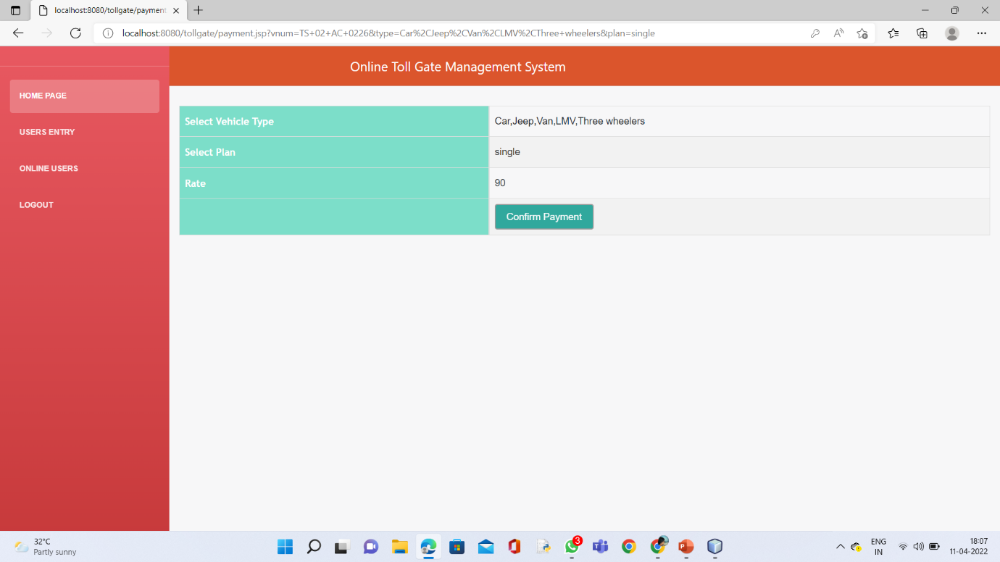 localhost:8080/tollgate/payment
localhost:8080/tollgate/payment.jsp?vnum=TS+02+AC+0226&type=Car%2CJeep%2CVan%2CLMV%2CThree+wheelers&plan=single
Online Toll Gate Management System
HOME PAGE
USERS ENTRY
ONLINE USERS
LOGOUT
Select Vehicle Type Car,Jeep,Van,LMV,Three wheelers
Select Plan single
Rate 90
Confirm Payment
32°C
Partly sunny
3
ENG
IN
18:07
11-04-2022